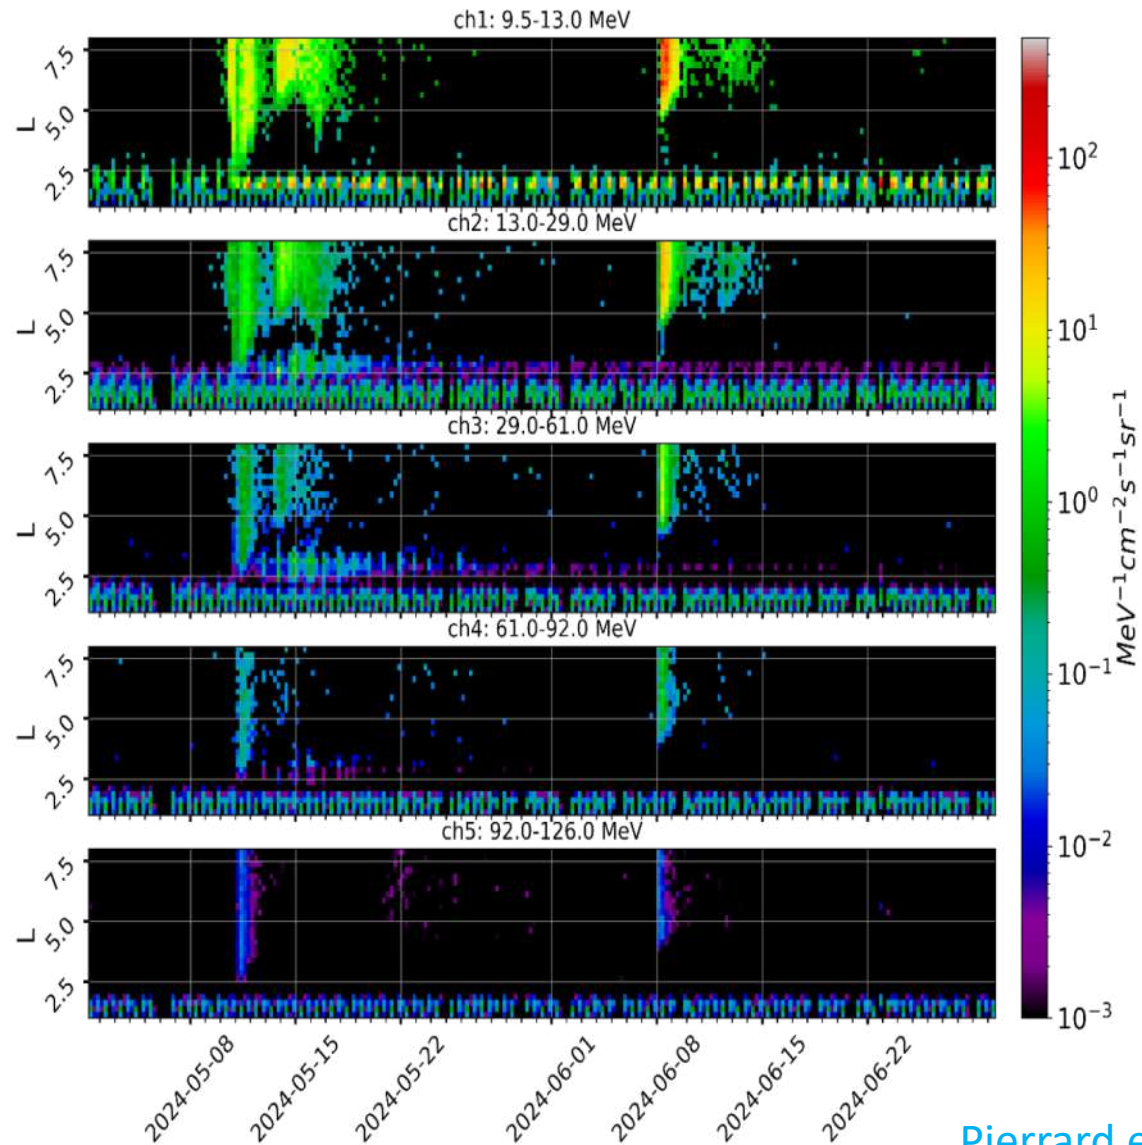 ch1: 9.5-13.0 MeV
7.5
5.0
2.5
L
ch2: 13.0-29.0 MeV
7.5
5.0
2.5
L
ch3: 29.0-61.0 MeV
7.5
5.0
2.5
L
ch4: 61.0-92.0 MeV
7.5
5.0
2.5
L
ch5: 92.0-126.0 MeV
7.5
5.0
2.5
L
2024-05-08
2024-05-15
2024-05-22
2024-06-01
2024-06-08
2024-06-15
2024-06-22
10²
10¹
10⁰
10⁻¹
10⁻²
10⁻³
MeV⁻¹cm⁻²s⁻¹sr⁻¹
Pierrard e